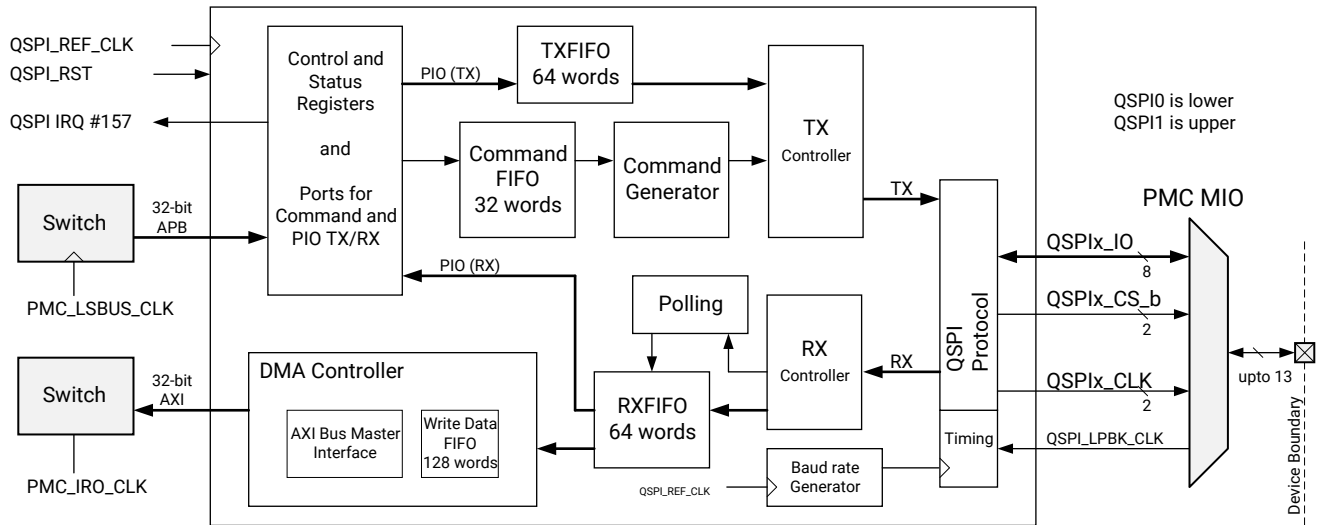 QSPI_REF_CLK
QSPI_RST
QSPI IRQ #157
Switch
32-bit
APB
PMC_LSBUS_CLK
Switch
32-bit
AXI
PMC_IRO_CLK
Control and
Status
Registers
and
Ports for
Command and
PIO TX/RX
PIO (TX)
TXFIFO
64 words
Command
FIFO
32 words
Command
Generator
TX
Controller
TX
PIO (RX)
Polling
RX
Controller
RX
RXFIFO
64 words
DMA Controller
AXI Bus Master
Interface
Write Data
FIFO
128 words
QSPI_REF_CLK
Baud rate
Generator
QSPI
Protocol
Timing
QSPI0 is lower
QSPI1 is upper
PMC MIO
QSPIx_IO
8
QSPIx_CS_b
2
QSPIx_CLK
2
QSPI_LPBK_CLK
upto 13
Device Boundary